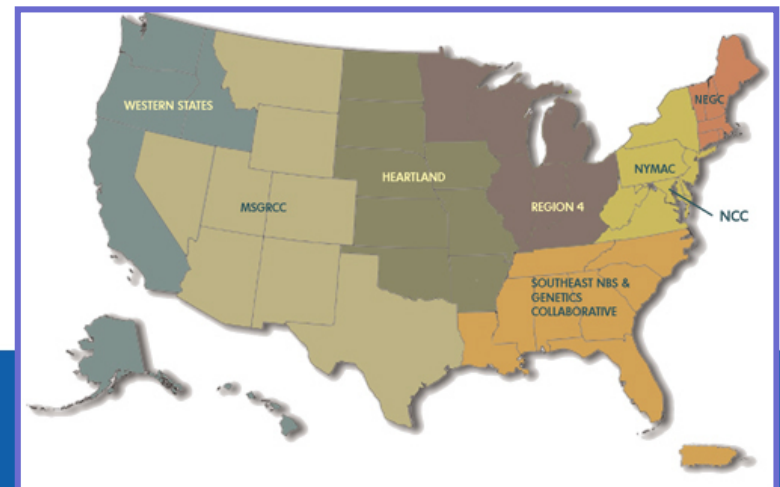 WESTERN STATES
MSGRCC
HEARTLAND
REGION 4
NEGC
NYMAC
NCC
SOUTHEAST NBS &
GENETICS
COLLABORATIVE